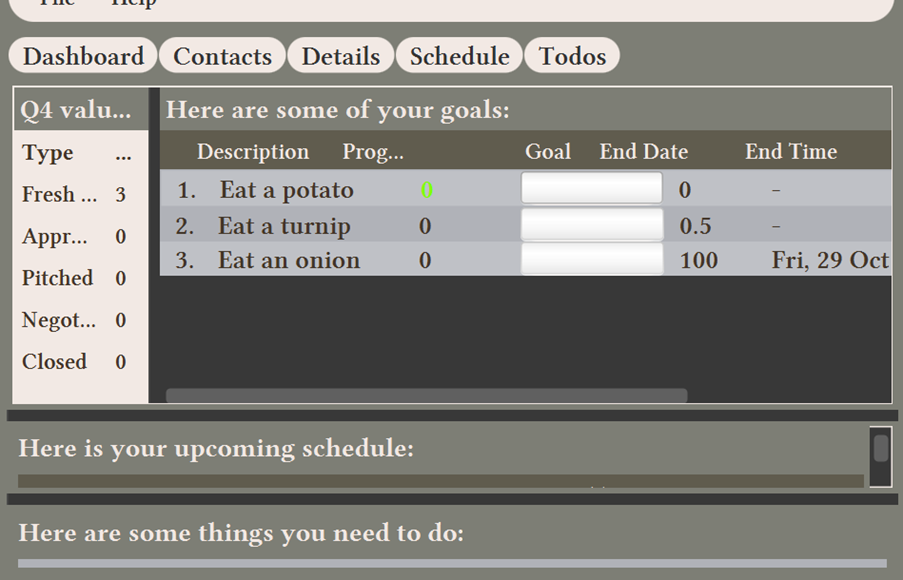 File Help
Dashboard Contacts Details Schedule Todos
Q4 valu...
Type ...
Fresh ... 3
Appr... 0
Pitched 0
Negot... 0
Closed 0
Here are some of your goals:
Description Prog... Goal End Date End Time
1. Eat a potato 0 0 -
2. Eat a turnip 0 0.5 -
3. Eat an onion 0 100 Fri, 29 Oct
Here is your upcoming schedule:
Here are some things you need to do: